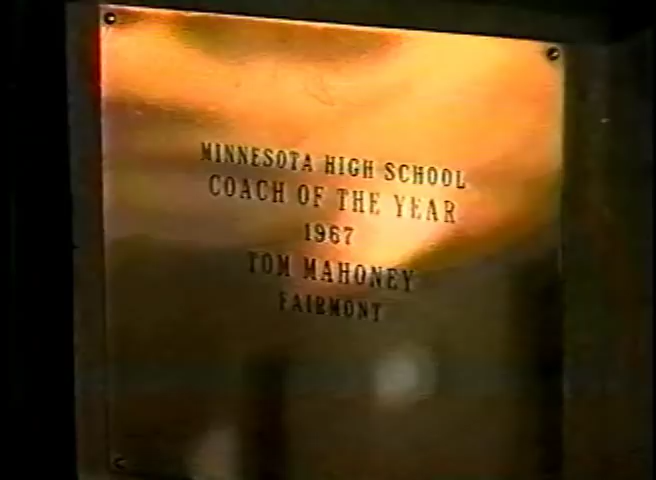 MINNESOTA HIGH SCHOOL
COACH OF THE YEAR
1967
TOM MAHONEY
FAIRMONT